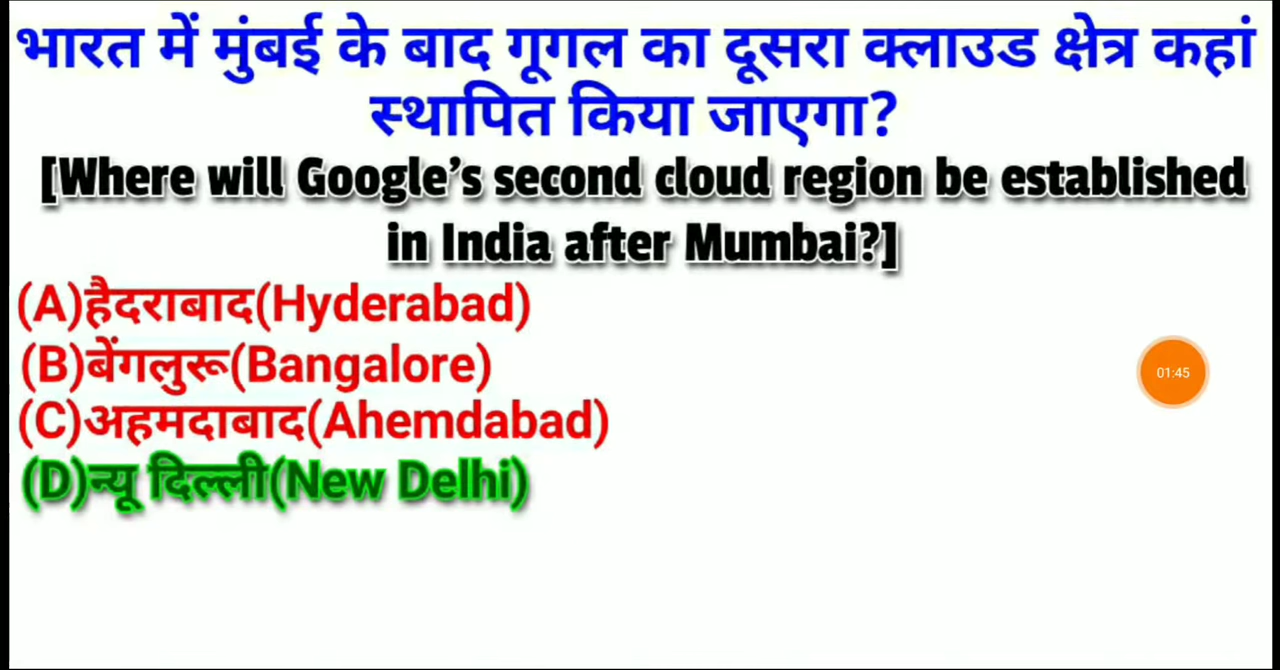 भारत में मुंबई के बाद गूगल का दूसरा क्लाउड क्षेत्र कहां
स्थापित किया जाएगा?
[Where will Google’s second cloud region be established
in India after Mumbai?]
(A)हैदराबाद(Hyderabad)
(B)बेंगलुरू(Bangalore)
01:45
(C)अहमदाबाद(Ahemdabad)
(D)न्यू दिल्ली(New Delhi)